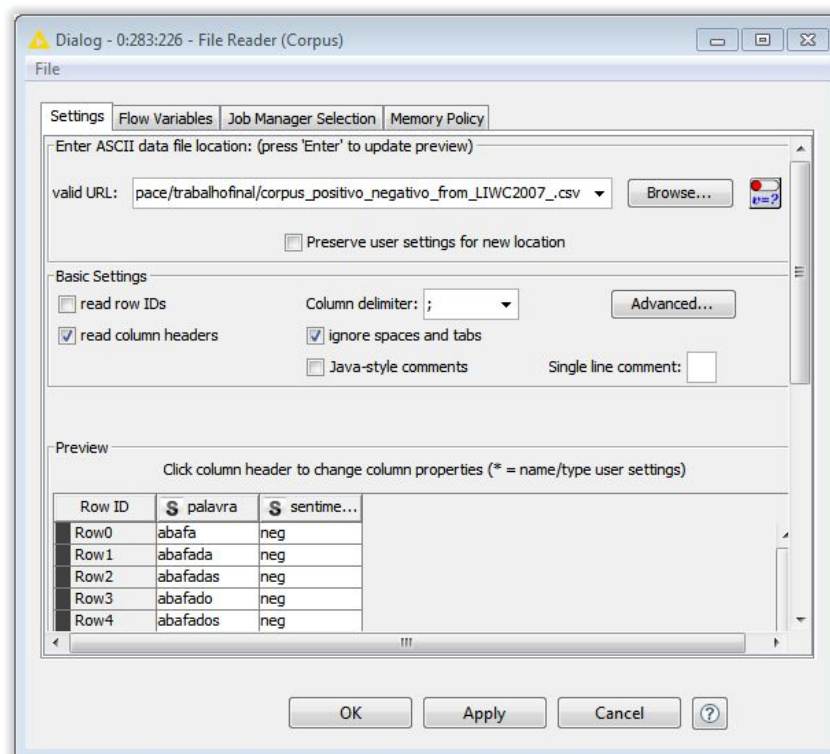 Dialog - 0:283:226 - File Reader (Corpus)
File
Settings Flow Variables Job Manager Selection Memory Policy
Enter ASCII data file location: (press 'Enter' to update preview)
valid URL: pace/trabalhofinal/corpus_positivo_negativo_from_LIWC2007_.csv Browse... v=?
Preserve user settings for new location
Basic Settings
read row IDs Column delimiter: ; Advanced...
read column headers ignore spaces and tabs
Java-style comments Single line comment:
Preview
Click column header to change column properties (* = name/type user settings)
Row ID S palavra S sentime...
Row0 abafa neg
Row1 abafada neg
Row2 abafadas neg
Row3 abafado neg
Row4 abafados neg
OK Apply Cancel ?